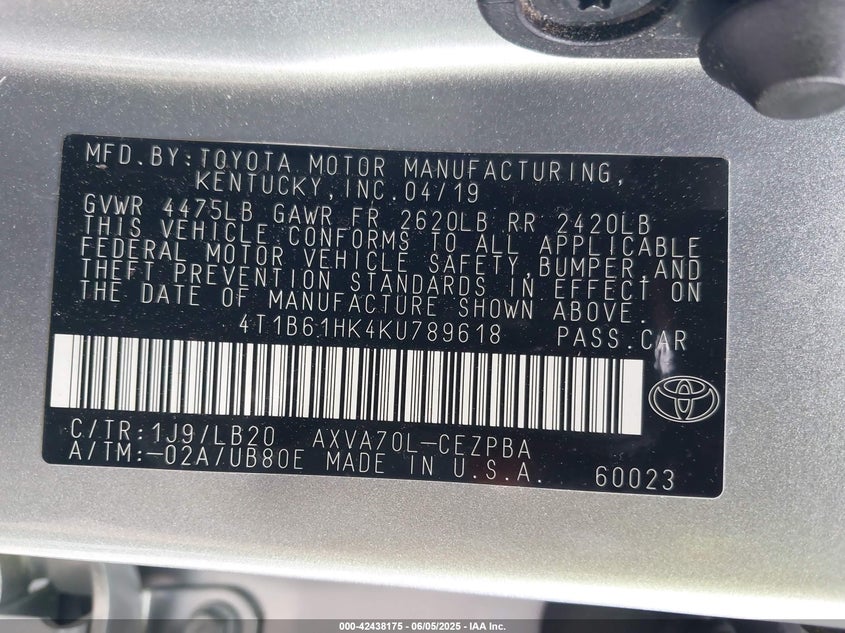 MFD.BY:TOYOTA MOTOR MANUFACTURING,
KENTUCKY,INC.04/19
GVWR 4475LB GAWR FR 2620LB RR 2420LB
THIS VEHICLE CONFORMS TO ALL APPLICABLE
FEDERAL MOTOR VEHICLE SAFETY,BUMPER,AND
THEFT PREVENTION STANDARDS IN EFFECT ON
THE DATE OF MANUFACTURE SHOWN ABOVE.
4T1B61HK4KU789618 PASS.CAR
C/TR:1J9/LB20 AXVA70L-CEZPBA
A/TM:-02A/UB80E MADE IN U.S.A. 60023
000-42438175 - 06/05/2025 - IAA Inc.